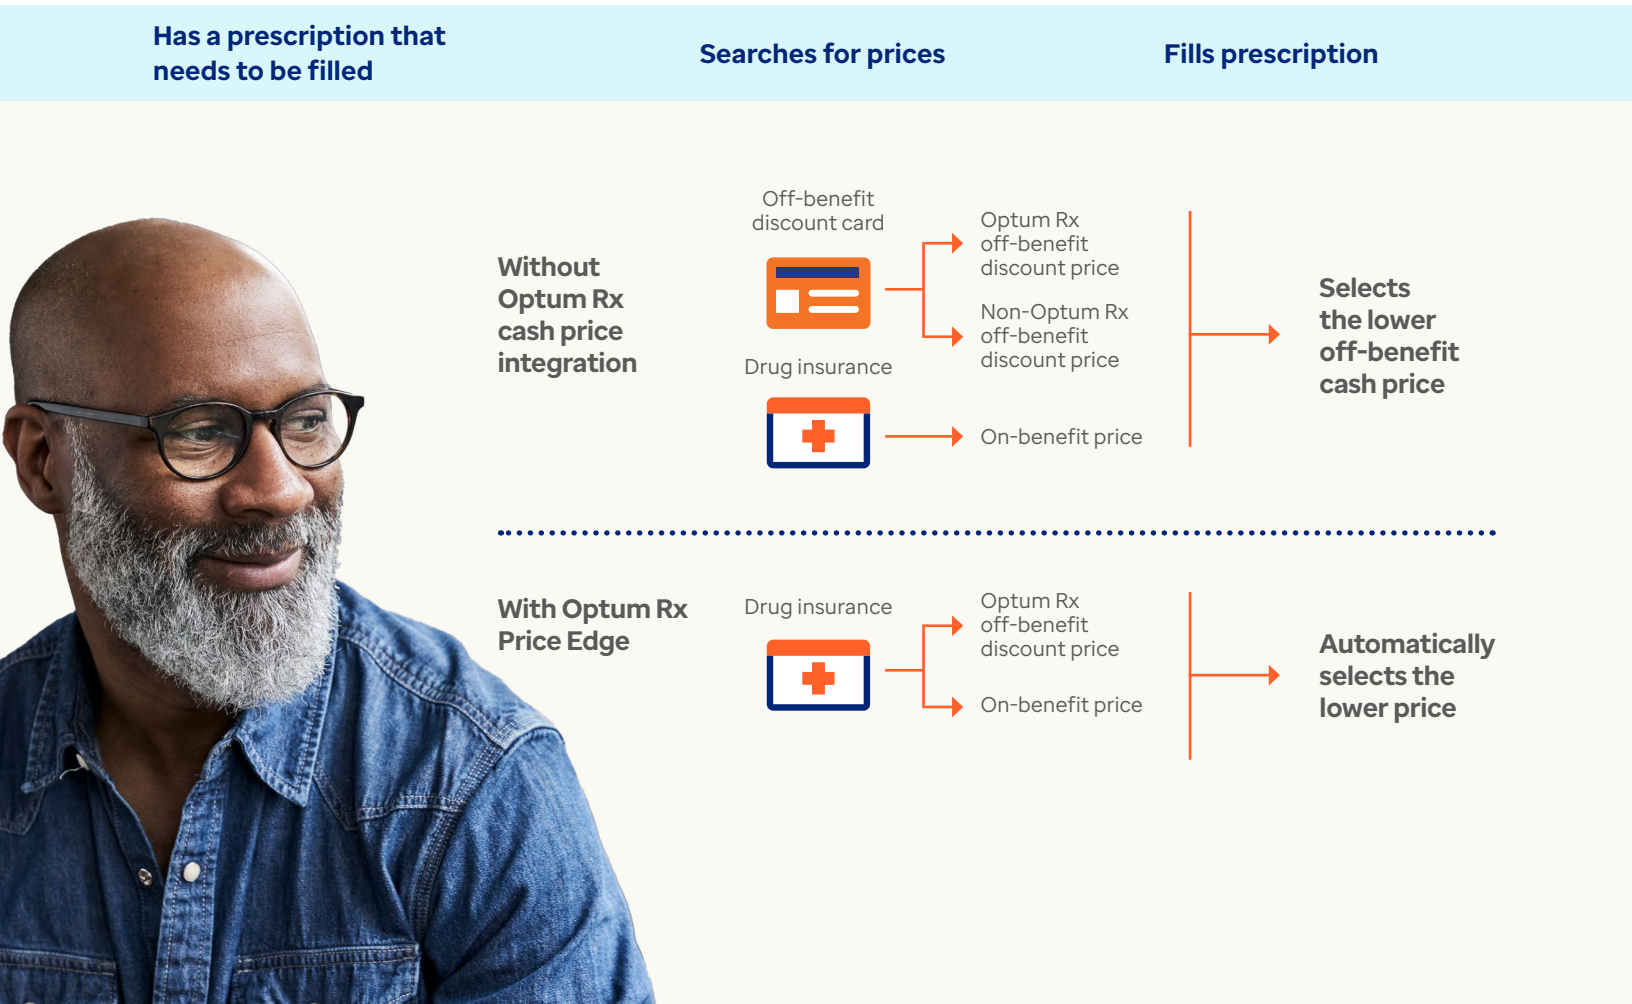 Has a prescription that
needs to be filled
Searches for prices
Fills prescription
Without
Optum Rx
cash price
integration
Off-benefit
discount card
Optum Rx
off-benefit
discount price
Non-Optum Rx
off-benefit
discount price
Drug insurance
On-benefit price
Selects
the lower
off-benefit
cash price
With Optum Rx
Price Edge
Drug insurance
Optum Rx
off-benefit
discount price
On-benefit price
Automatically
selects the
lower price